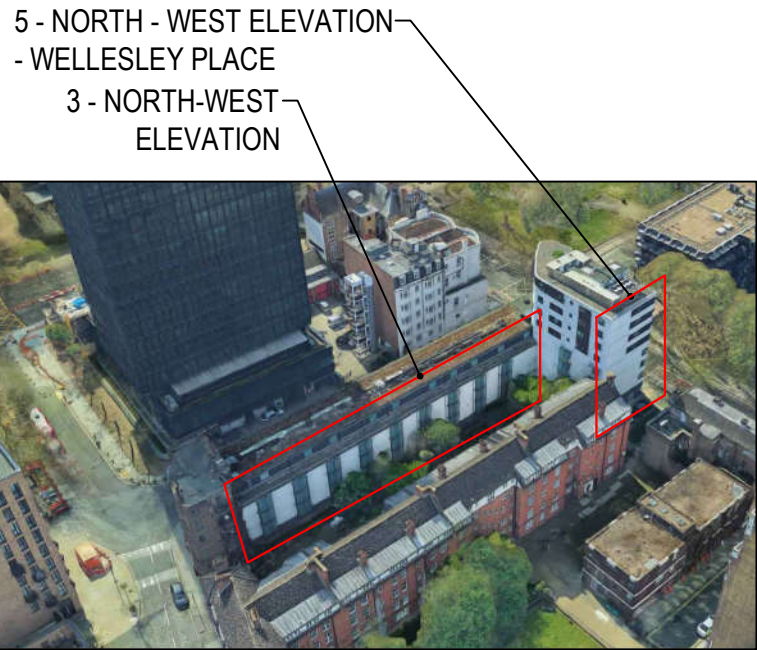 5 - NORTH - WEST ELEVATION
- WELLESLEY PLACE
3 - NORTH-WEST
ELEVATION